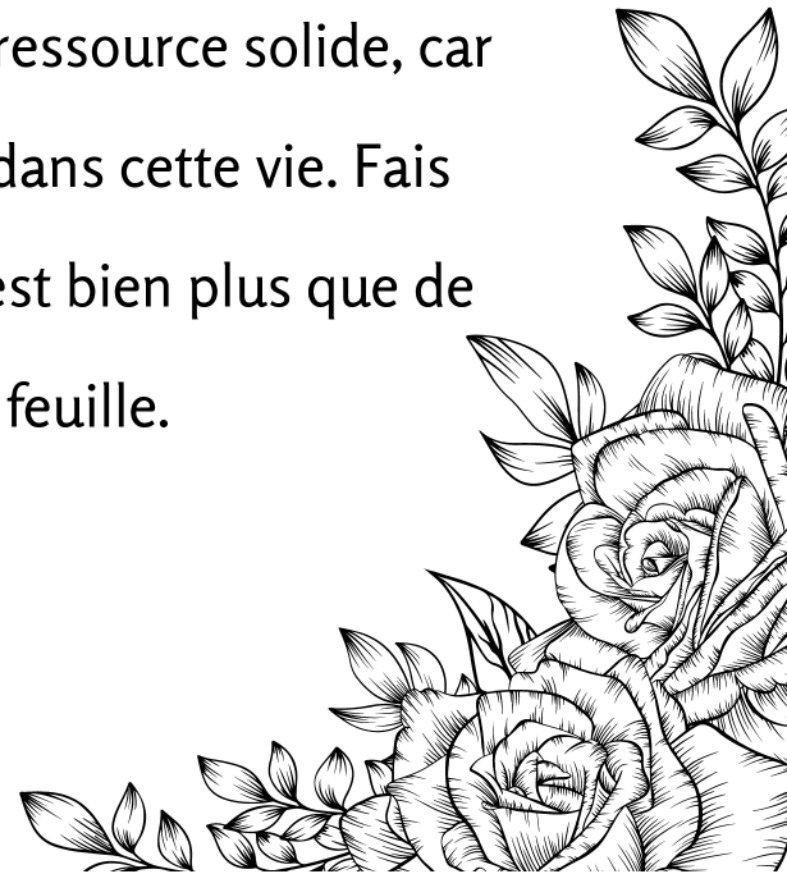 ressource solide, car
dans cette vie. Fais
est bien plus que de
feuille.